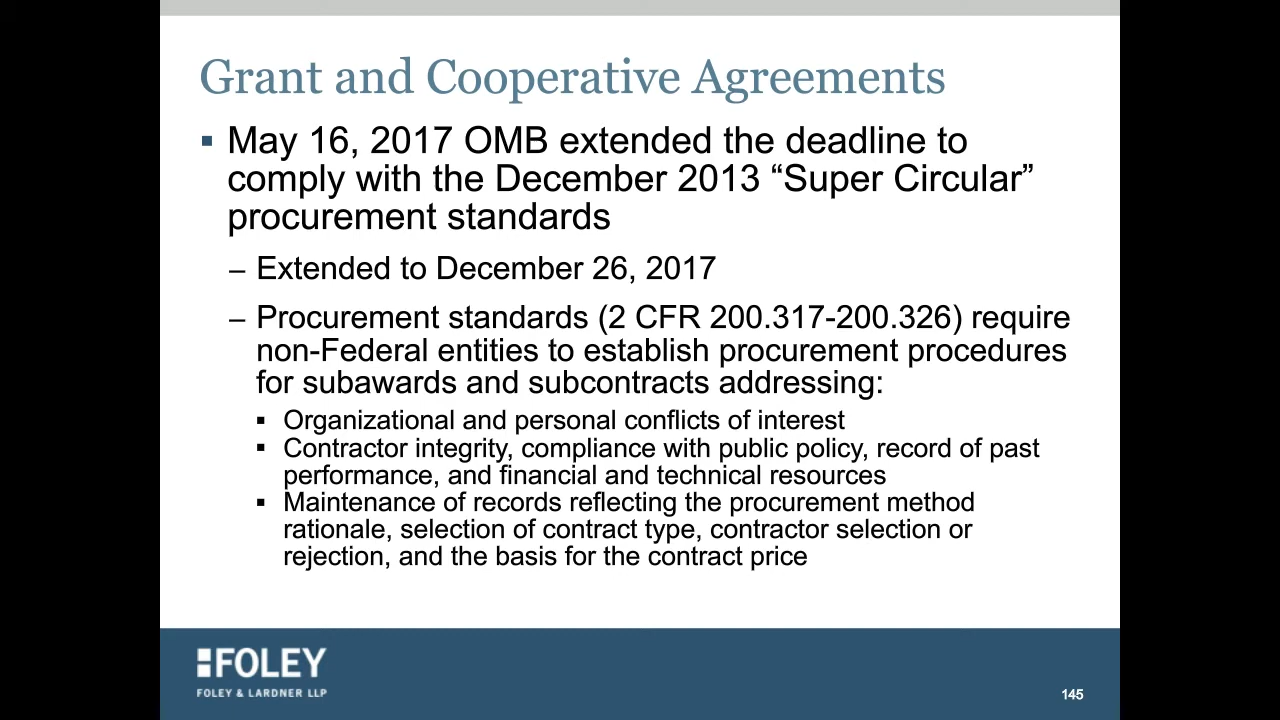 Grant and Cooperative Agreements
▪ May 16, 2017 OMB extended the deadline to
comply with the December 2013 “Super Circular”
procurement standards
– Extended to December 26, 2017
– Procurement standards (2 CFR 200.317-200.326) require
non-Federal entities to establish procurement procedures
for subawards and subcontracts addressing:
▪ Organizational and personal conflicts of interest
▪ Contractor integrity, compliance with public policy, record of past
performance, and financial and technical resources
▪ Maintenance of records reflecting the procurement method
rationale, selection of contract type, contractor selection or
rejection, and the basis for the contract price
FOLEY
FOLEY & LARDNER LLP
145